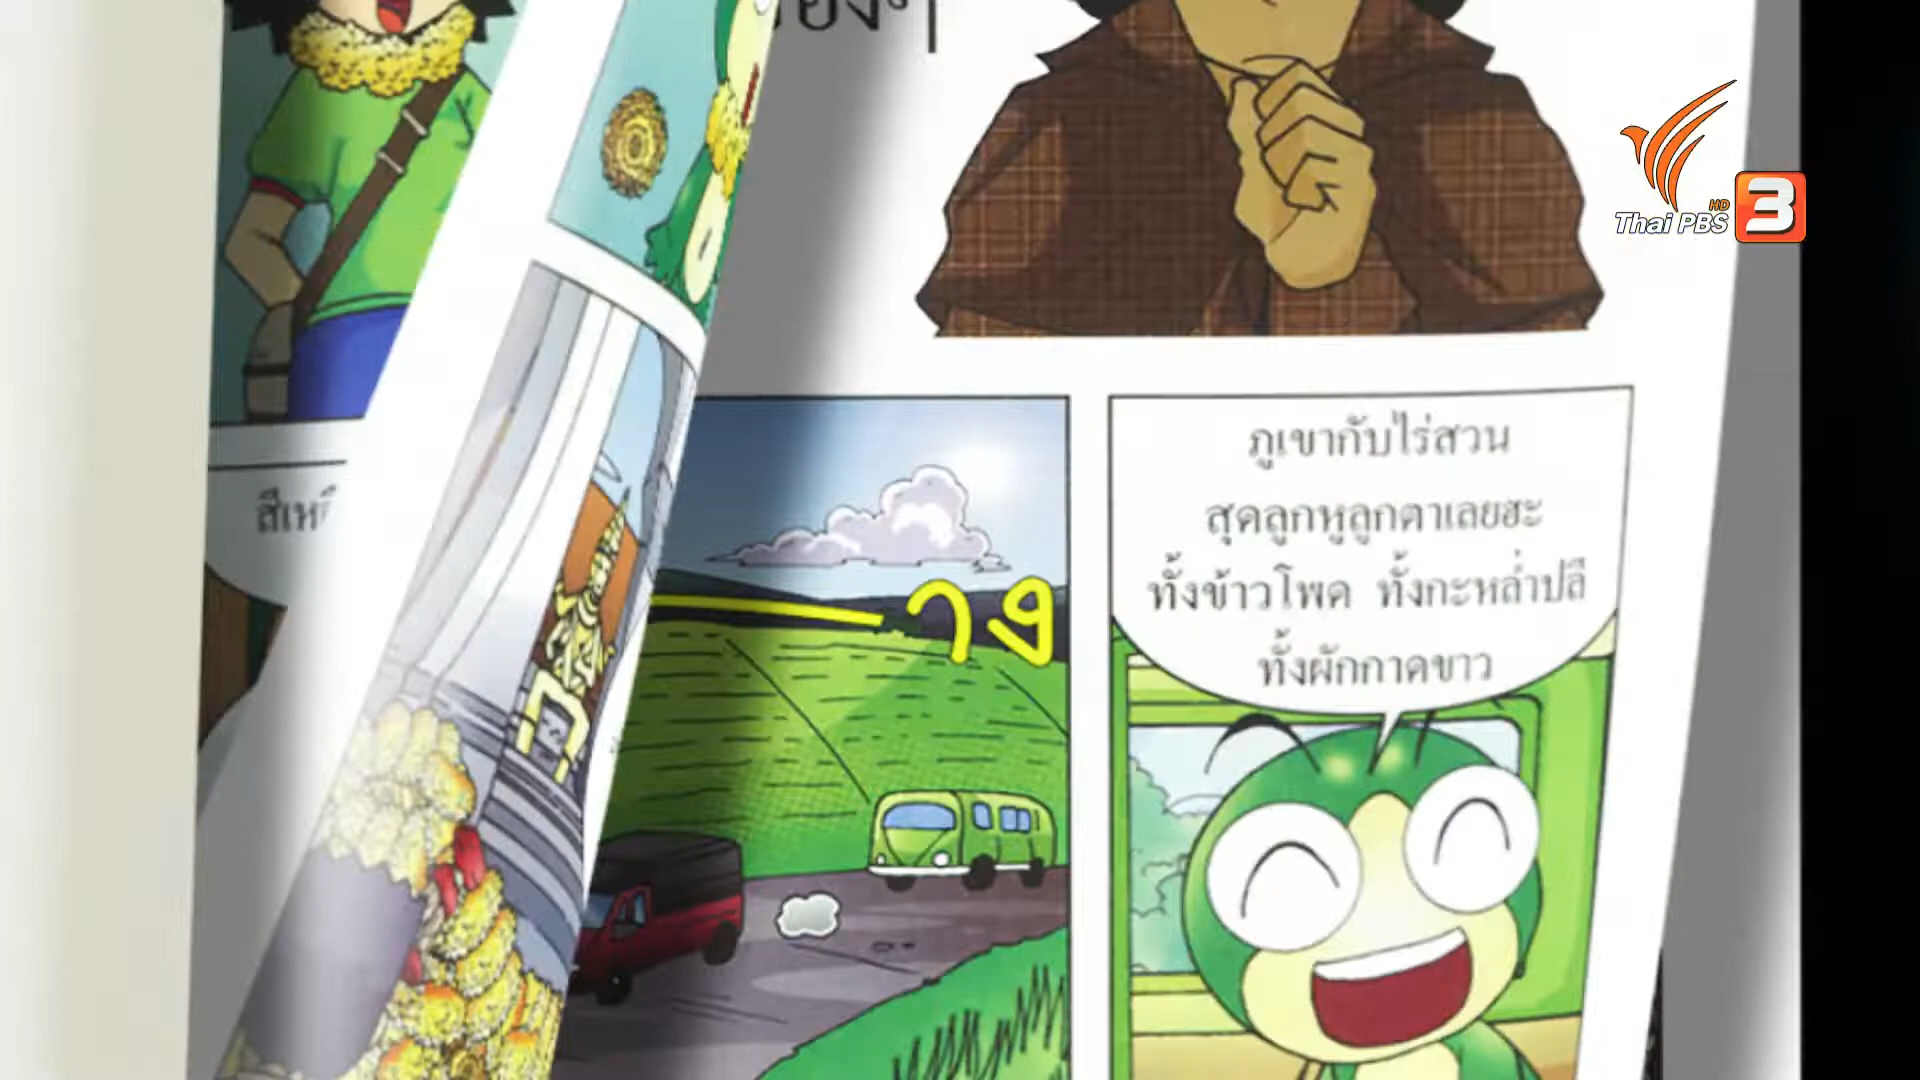 Thai PBS HD 3
ภูเขากับไร่สวน
สุดลูกหูลูกตาเลยฮะ
ทั้งข้าวโพด ทั้งกะหล่ำปลี
ทั้งผักกาดขาว